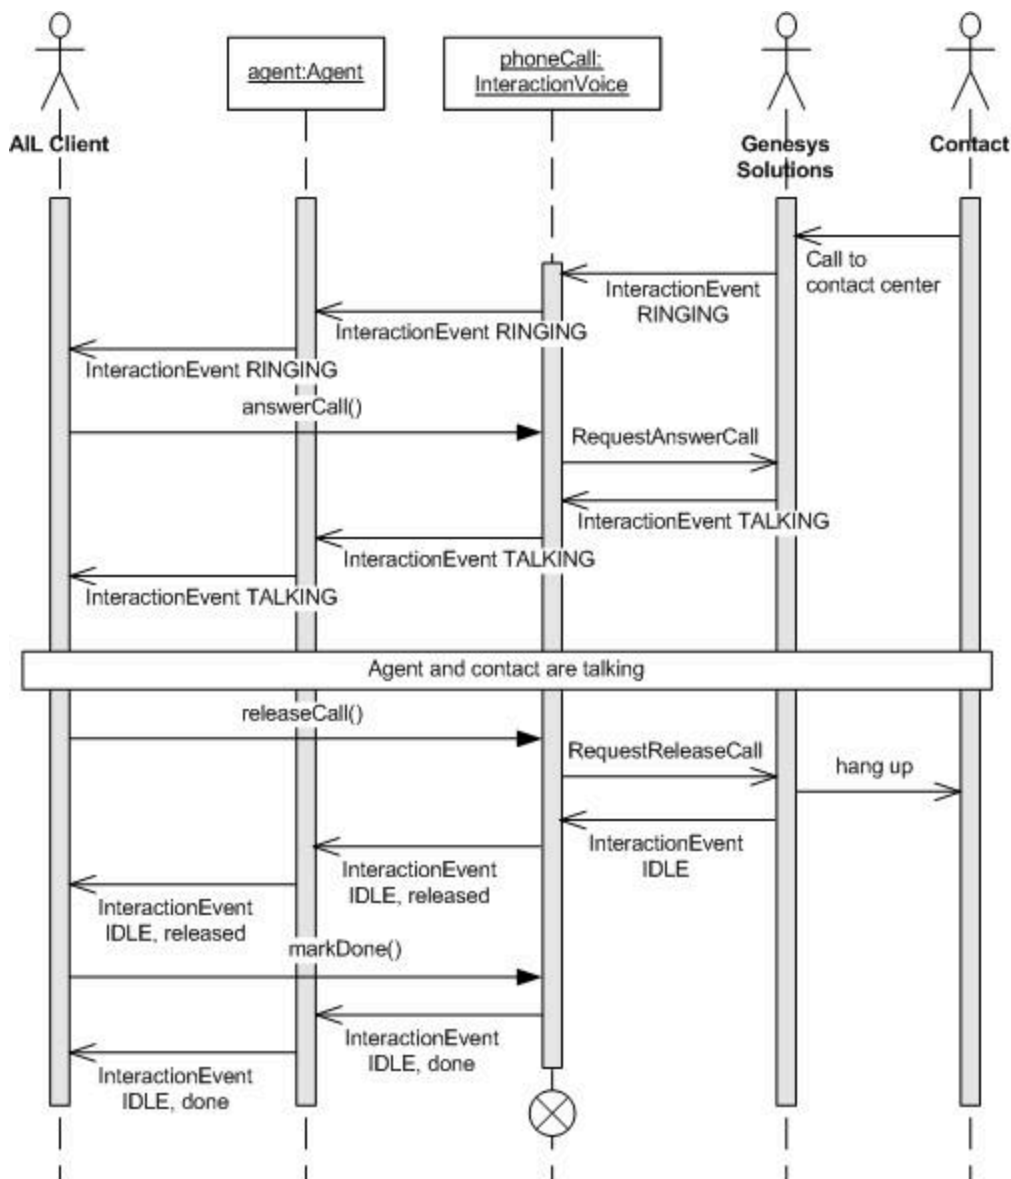 agent:Agent
phoneCall:
InteractionVoice
AIL Client
Genesys
Solutions
Contact
Call to
contact center
InteractionEvent
RINGING
InteractionEvent RINGING
InteractionEvent RINGING
answerCall()
RequestAnswerCall
InteractionEvent TALKING
InteractionEvent TALKING
InteractionEvent TALKING
Agent and contact are talking
releaseCall()
RequestReleaseCall
hang up
InteractionEvent
IDLE
InteractionEvent
IDLE, released
InteractionEvent
IDLE, released
markDone()
InteractionEvent
IDLE, done
InteractionEvent
IDLE, done